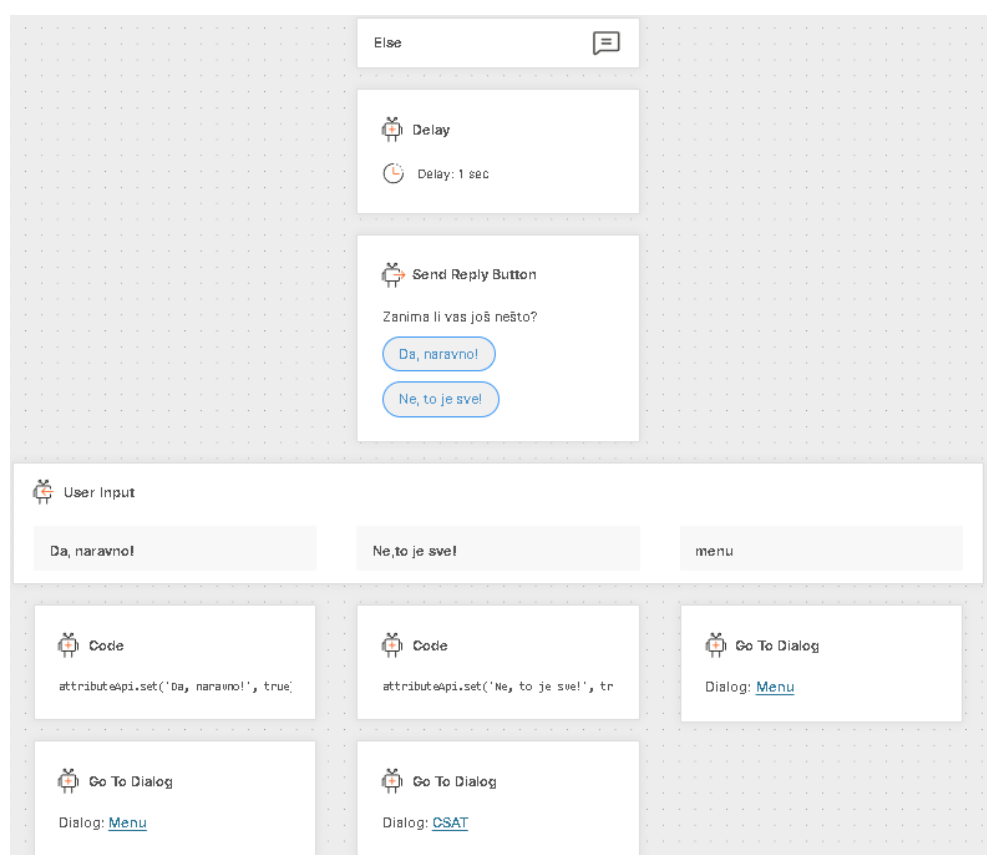 Else
Delay
Delay: 1 sec
Send Reply Button
Zanima li vas još nešto?
Da, naravno!
Ne, to je sve!
User Input
Da, naravno!
Ne,to je sve!
menu
Code
attributeApi.set('Da, naravno!', true)
Code
attributeApi.set('Ne, to je sve!', tr
Go To Dialog
Dialog: Menu
Go To Dialog
Dialog: Menu
Go To Dialog
Dialog: CSAT